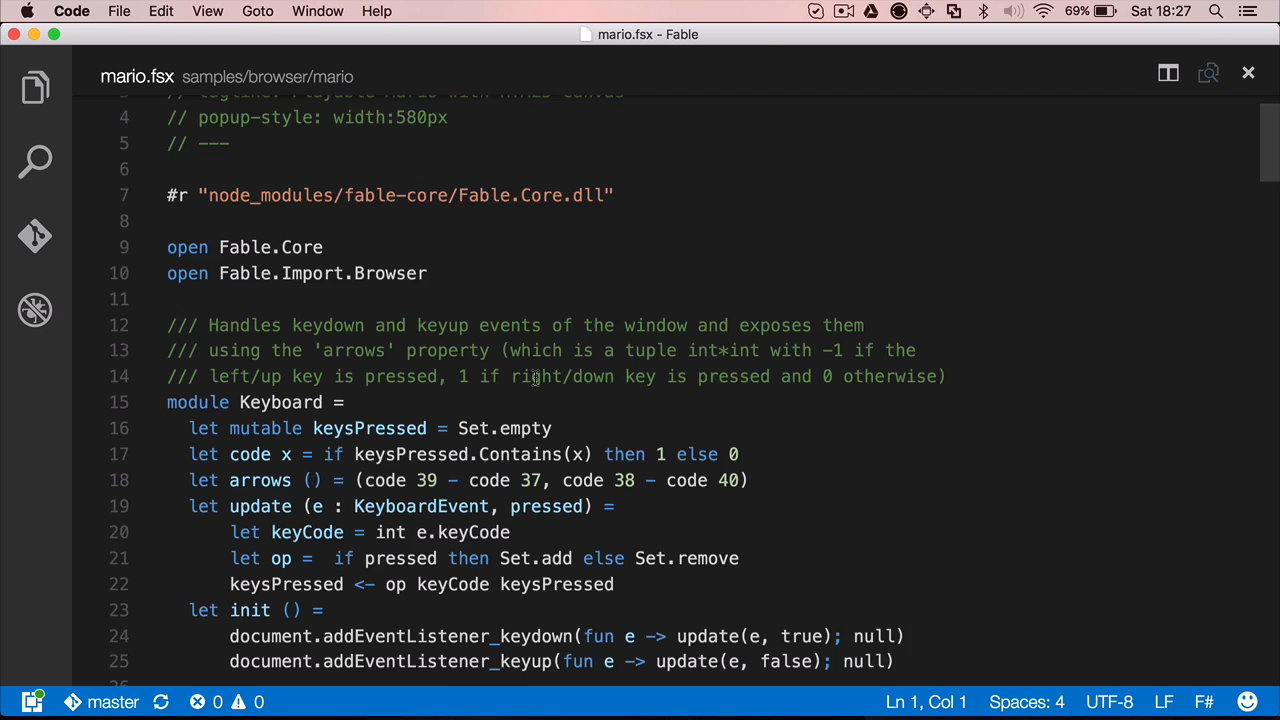 Code File Edit View Goto Window Help 69% Sat 18:27
mario.fsx - Fable
mario.fsx samples/browser/mario
4 // popup-style: width:580px
5 // ---
6
7 #r "node_modules/fable-core/Fable.Core.dll"
8
9 open Fable.Core
10 open Fable.Import.Browser
11
12 /// Handles keydown and keyup events of the window and exposes them
13 /// using the 'arrows' property (which is a tuple int*int with -1 if the
14 /// left/up key is pressed, 1 if right/down key is pressed and 0 otherwise)
15 module Keyboard =
16 let mutable keysPressed = Set.empty
17 let code x = if keysPressed.Contains(x) then 1 else 0
18 let arrows () = (code 39 - code 37, code 38 - code 40)
19 let update (e : KeyboardEvent, pressed) =
20 let keyCode = int e.keyCode
21 let op =  if pressed then Set.add else Set.remove
22 keysPressed <- op keyCode keysPressed
23 let init () =
24 document.addEventListener_keydown(fun e -> update(e, true); null)
25 document.addEventListener_keyup(fun e -> update(e, false); null)
master 0 0 Ln 1, Col 1 Spaces: 4 UTF-8 LF F#